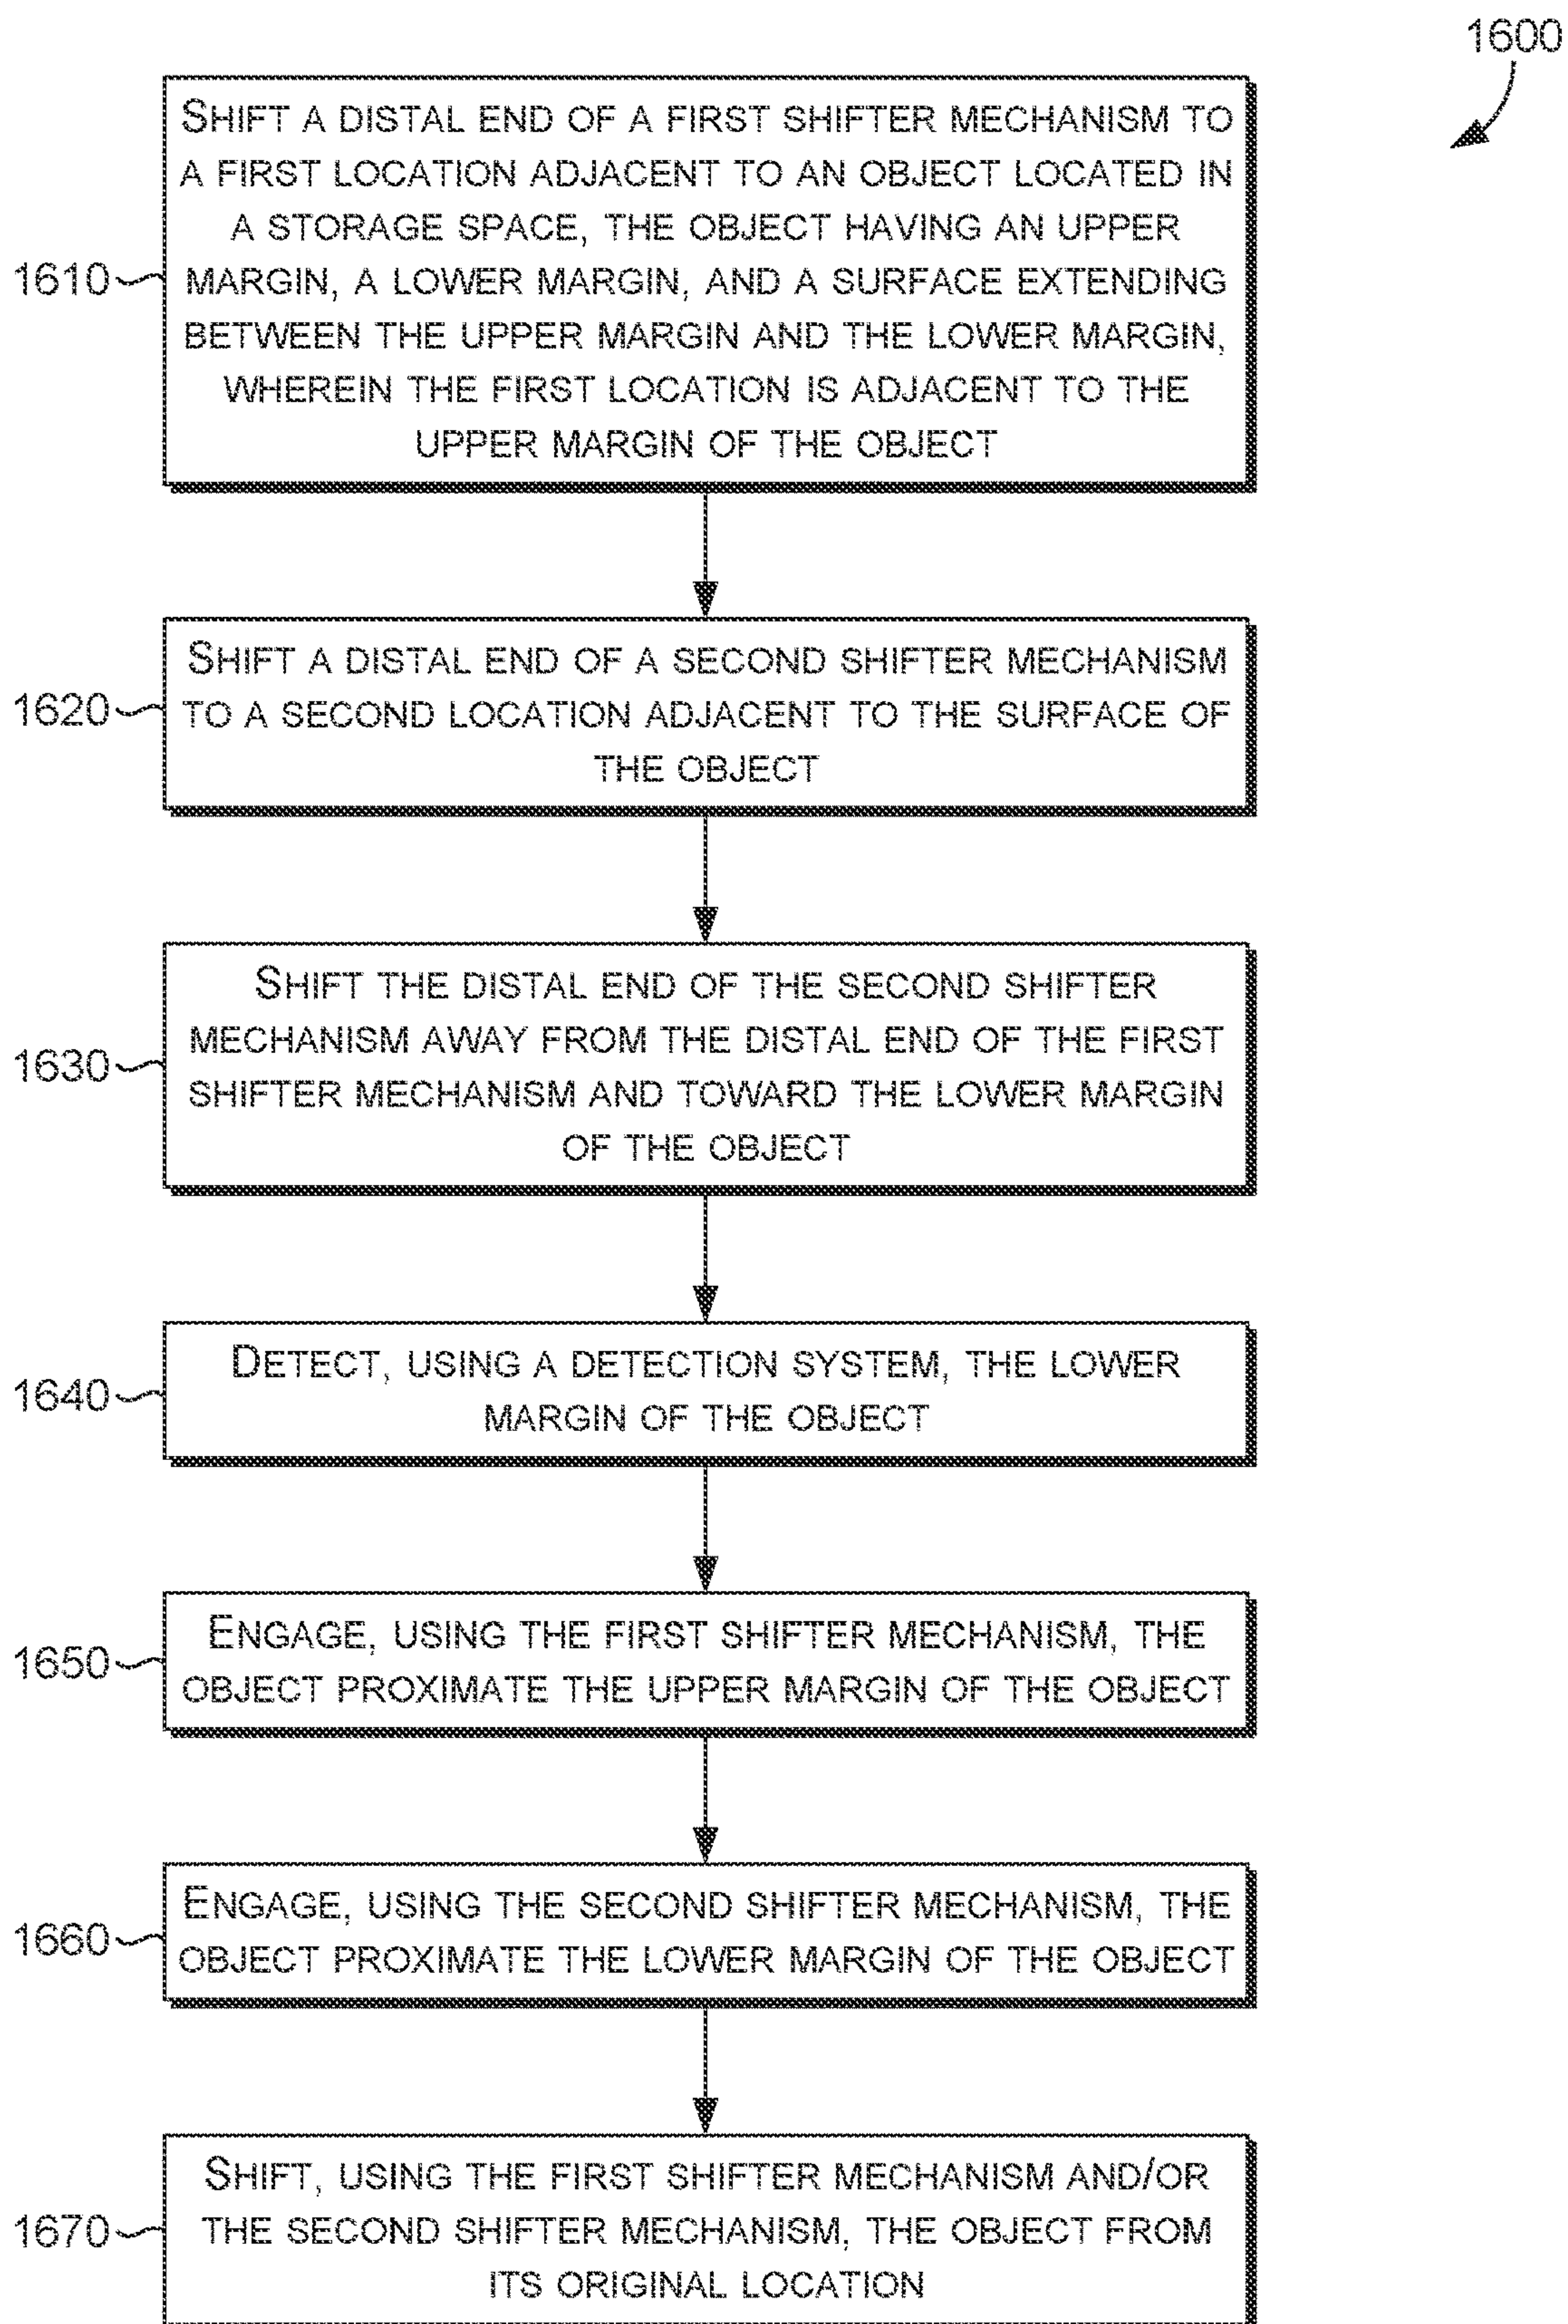 1600
SHIFT A DISTAL END OF A FIRST SHIFTER MECHANISM TO
A FIRST LOCATION ADJACENT TO AN OBJECT LOCATED IN
A STORAGE SPACE, THE OBJECT HAVING AN UPPER
1610 MARGIN, A LOWER MARGIN, AND A SURFACE EXTENDING
BETWEEN THE UPPER MARGIN AND THE LOWER MARGIN,
WHEREIN THE FIRST LOCATION IS ADJACENT TO THE
UPPER MARGIN OF THE OBJECT
SHIFT A DISTAL END OF A SECOND SHIFTER MECHANISM
1620 TO A SECOND LOCATION ADJACENT TO THE SURFACE OF
THE OBJECT
SHIFT THE DISTAL END OF THE SECOND SHIFTER
MECHANISM AWAY FROM THE DISTAL END OF THE FIRST
1630 SHIFTER MECHANISM AND TOWARD THE LOWER MARGIN
OF THE OBJECT
DETECT, USING A DETECTION SYSTEM, THE LOWER
1640 MARGIN OF THE OBJECT
ENGAGE, USING THE FIRST SHIFTER MECHANISM, THE
1650 OBJECT PROXIMATE THE UPPER MARGIN OF THE OBJECT
ENGAGE, USING THE SECOND SHIFTER MECHANISM, THE
1660 OBJECT PROXIMATE THE LOWER MARGIN OF THE OBJECT
SHIFT, USING THE FIRST SHIFTER MECHANISM AND/OR
1670 THE SECOND SHIFTER MECHANISM, THE OBJECT FROM
ITS ORIGINAL LOCATION